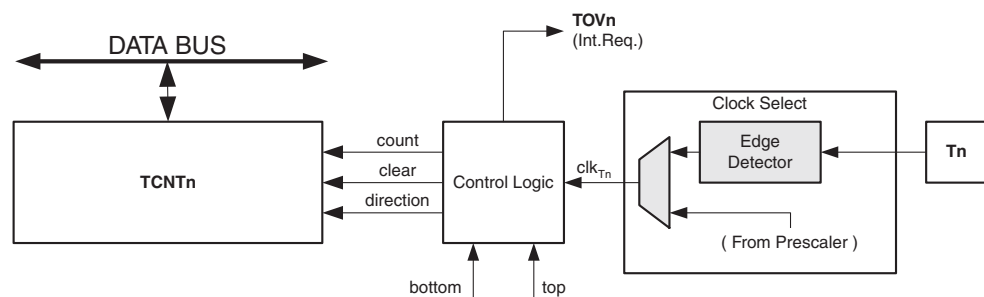 TOVn
(Int.Req.)
DATA BUS
Clock Select
count
Edge
Detector
Tn
TCNTn
clear
Control Logic
clkTn
direction
( From Prescaler )
bottom
top